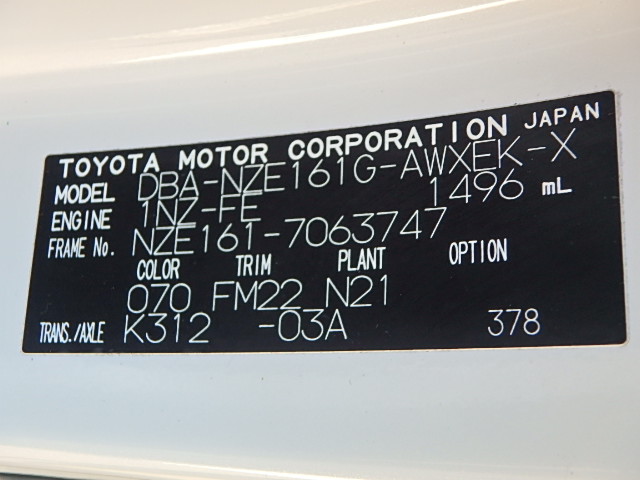 TOYOTA MOTOR CORPORATION JAPAN
MODEL DBA-NZE161G-AWXEK-X
ENGINE 1NZ-FE 1496 mL
FRAME No. NZE161-7063747
COLOR TRIM PLANT OPTION
070 FM22 N21
TRANS./AXLE K312 -03A 378